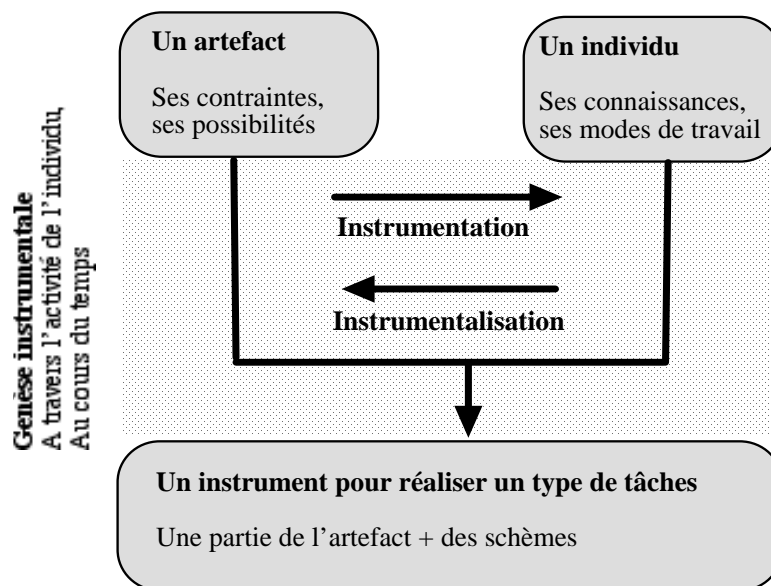 Un artefact
Ses contraintes,
ses possibilités
Un individu
Ses connaissances,
ses modes de travail
Genèse instrumentale
A travers l'activité de l'individu,
Au cours du temps
Instrumentation
Instrumentalisation
Un instrument pour réaliser un type de tâches
Une partie de l'artefact + des schèmes